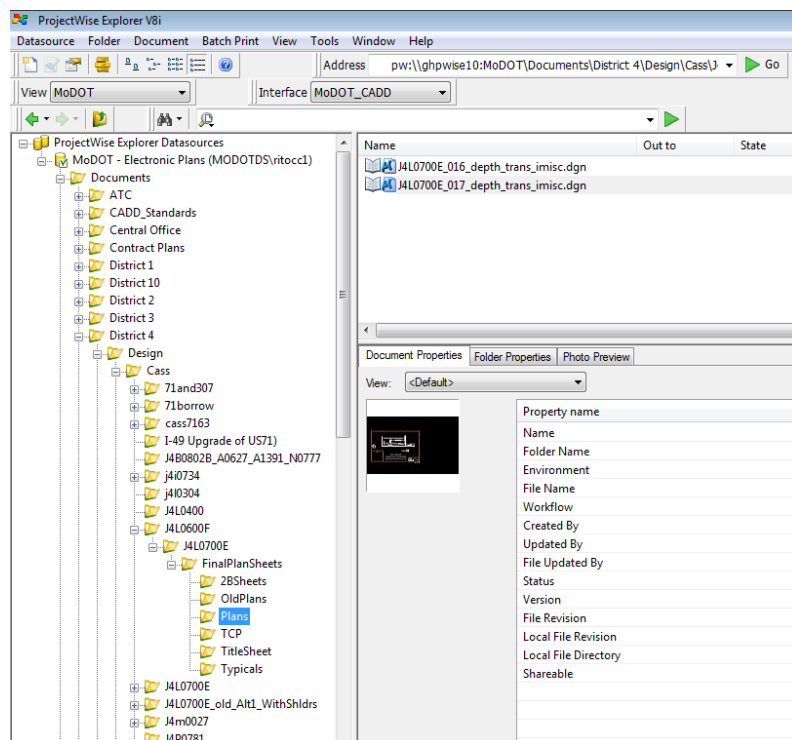 ProjectWise Explorer V8i
Datasource Folder Document Batch Print View Tools Window Help
Address pw:\\ghpwise10:MoDOT\Documents\District 4\Design\Cass\J Go
View MoDOT Interface MoDOT_CADD
ProjectWise Explorer Datasources
MoDOT - Electronic Plans (MODOTDS\ritocc1)
Documents
ATC
CADD_Standards
Central Office
Contract Plans
District 1
District 10
District 2
District 3
District 4
Design
Cass
71and307
71borrow
cass7163
I-49 Upgrade of US71)
J4B0802B_A0627_A1391_N0777
j4i0734
j4l0304
J4L0400
J4L0600F
J4L0700E
FinalPlanSheets
2BSheets
OldPlans
Plans
TCP
TitleSheet
Typicals
J4L0700E
J4L0700E_old_Alt1_WithShldrs
J4m0027
J4P0781
Name Out to State
J4L0700E_016_depth_trans_imisc.dgn
J4L0700E_017_depth_trans_imisc.dgn
Document Properties Folder Properties Photo Preview
View: <Default>
Property name
Name
Folder Name
Environment
File Name
Workflow
Created By
Updated By
File Updated By
Status
Version
File Revision
Local File Revision
Local File Directory
Shareable